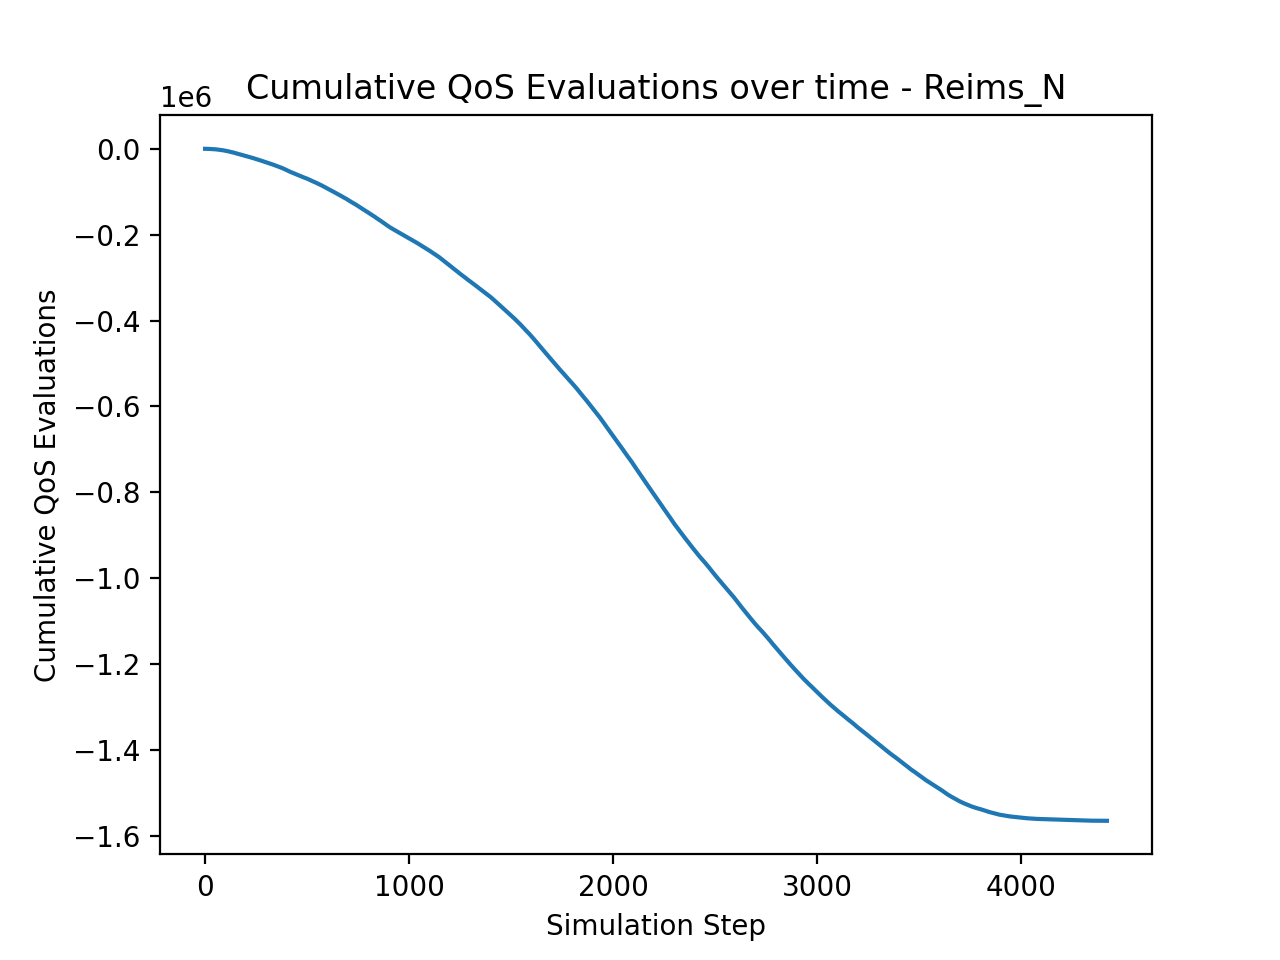 Cumulative QoS Evaluations over time - Reims_N
1e6
0.0
−0.2
−0.4
−0.6
−0.8
−1.0
−1.2
−1.4
−1.6
Cumulative QoS Evaluations
0 1000 2000 3000 4000
Simulation Step